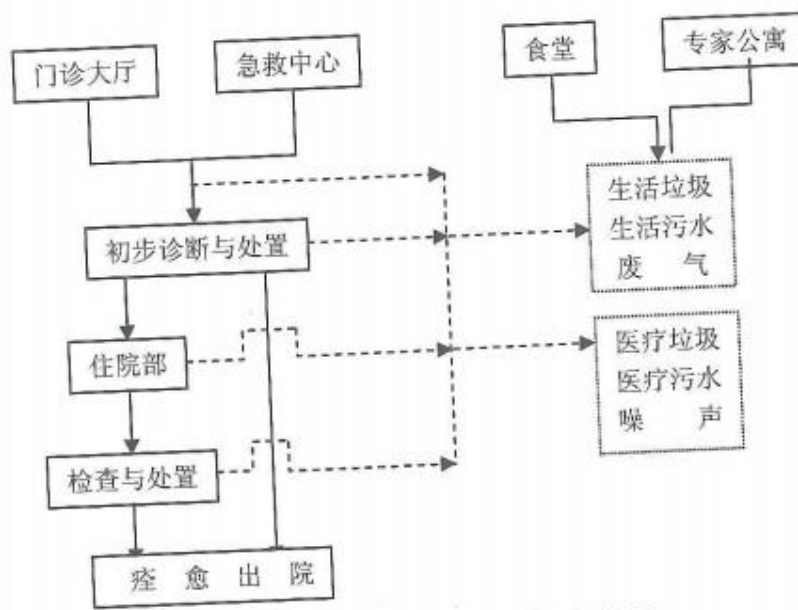 门诊大厅
急救中心
食堂
专家公寓
初步诊断与处置
生活垃圾
生活污水
废 气
住院部
医疗垃圾
医疗污水
噪 声
检查与处置
痊 愈 出 院